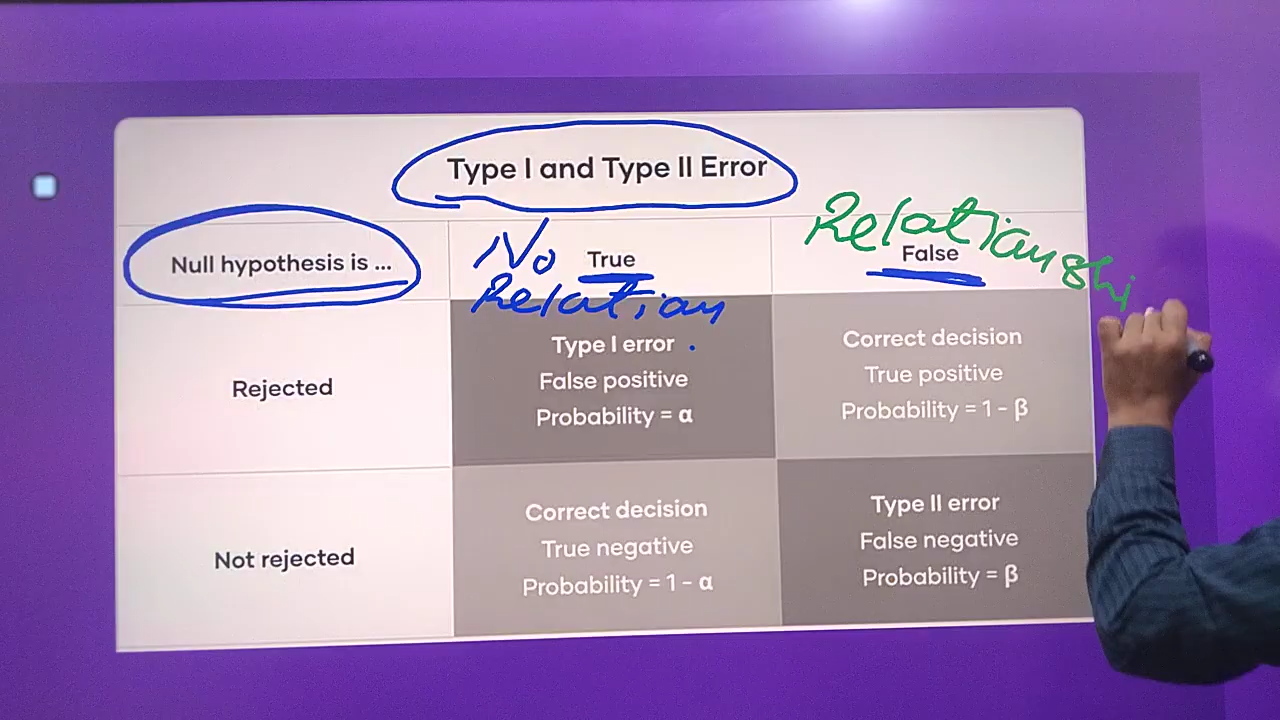 Type I and Type II Error
Null hypothesis is ...
No
True
Relation
Relationshi
False
Rejected
Type I error
False positive
Probability = α
Correct decision
True positive
Probability = 1 - β
Not rejected
Correct decision
True negative
Probability = 1 - α
Type II error
False negative
Probability = β